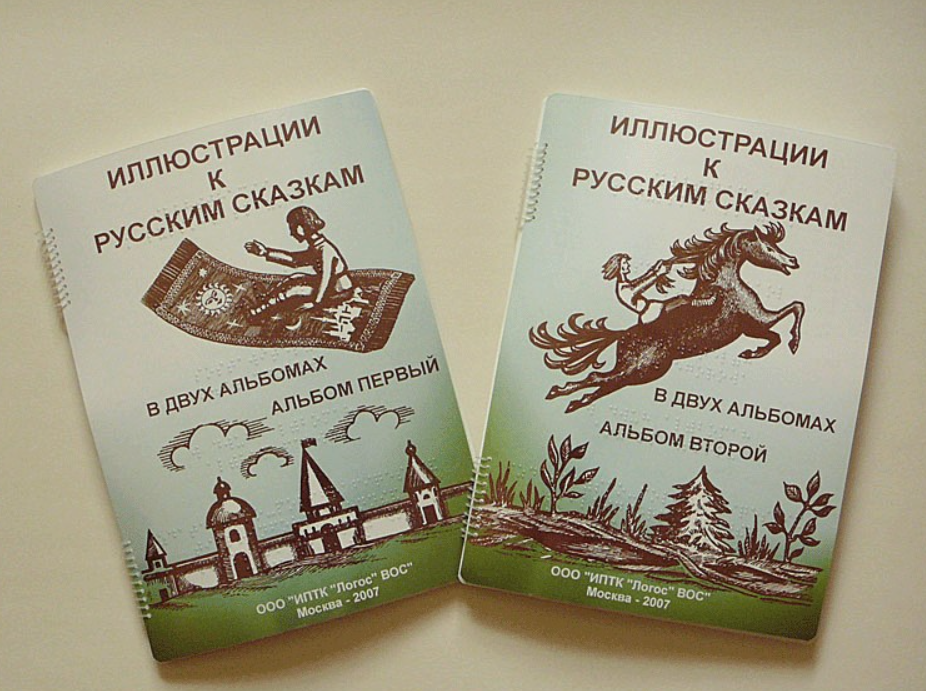 ИЛЛЮСТРАЦИИ
К
РУССКИМ СКАЗКАМ
В ДВУХ АЛЬБОМАХ
АЛЬБОМ ПЕРВЫЙ
ООО "ИПТК "Логос" ВОС"
Москва - 2007
ИЛЛЮСТРАЦИИ
К
РУССКИМ СКАЗКАМ
В ДВУХ АЛЬБОМАХ
АЛЬБОМ ВТОРОЙ
ООО "ИПТК "Логос" ВОС"
Москва - 2007